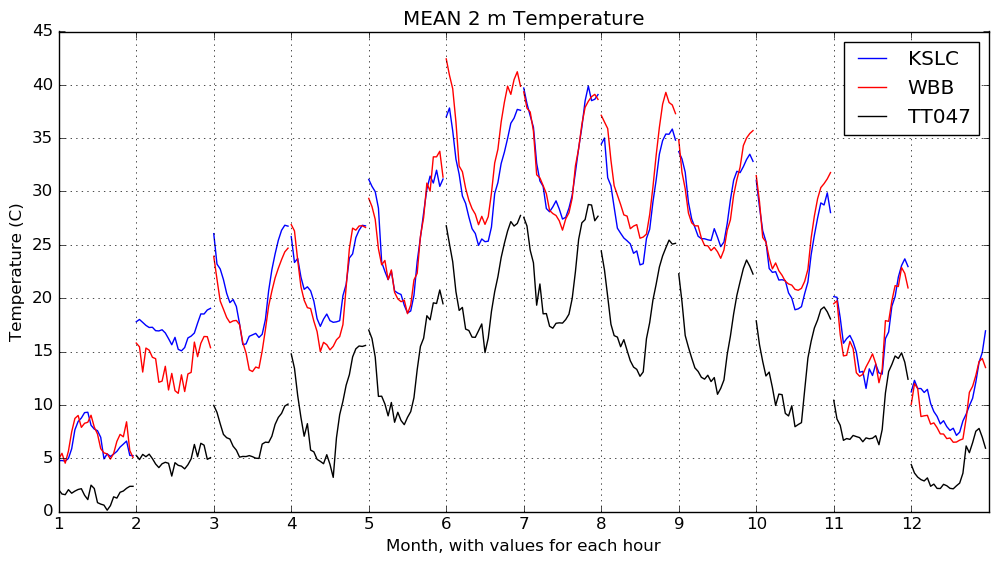 MEAN 2 m Temperature
45
40
35
30
25
20
15
10
5
0
Temperature (C)
KSLC
WBB
TT047
1 2 3 4 5 6 7 8 9 10 11 12
Month, with values for each hour